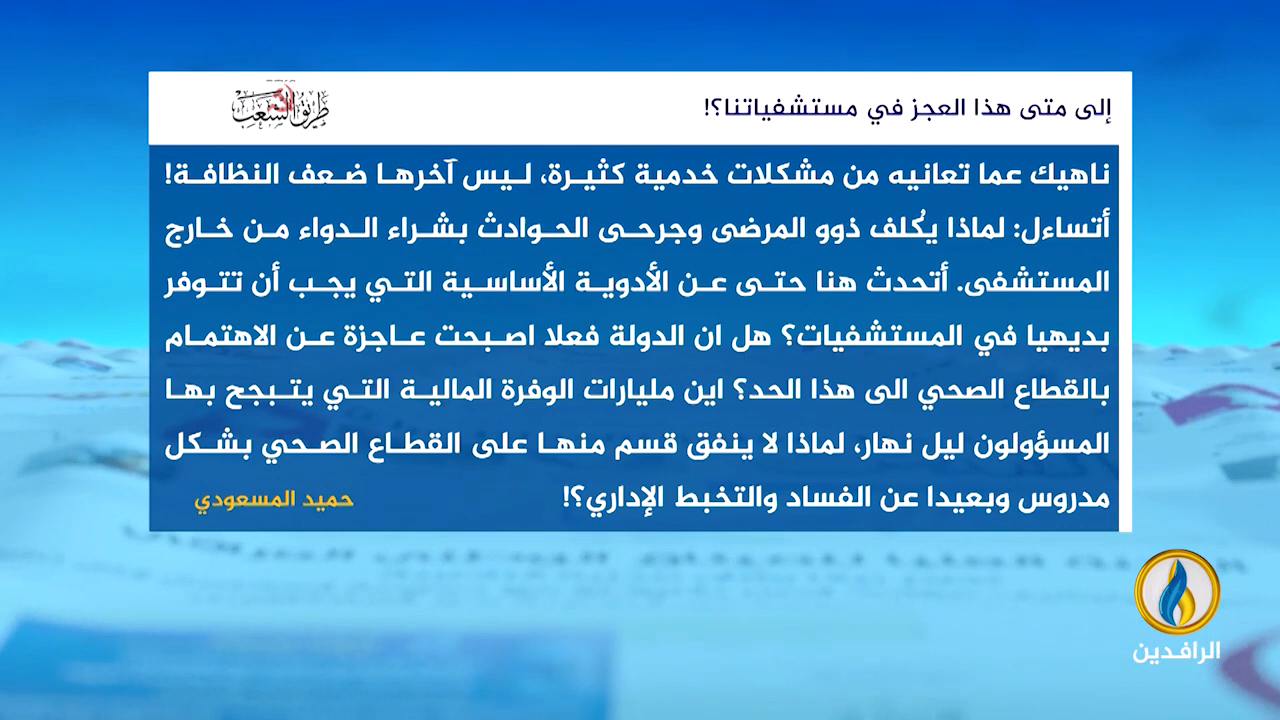 إلى متى هذا العجز في مستشفياتنا؟!
طريق الشعب
ناهيك عما تعانيه من مشكلات خدمية كثيرة، ليس آخرها ضعف النظافة!
أتساءل: لماذا يُكلف ذوو المرضى وجرحى الحوادث بشراء الدواء من خارج
المستشفى. أتحدث هنا حتى عن الأدوية الأساسية التي يجب أن تتوفر
بديهيا في المستشفيات؟ هل ان الدولة فعلا اصبحت عاجزة عن الاهتمام
بالقطاع الصحي الى هذا الحد؟ اين مليارات الوفرة المالية التي يتبجح بها
المسؤولون ليل نهار، لماذا لا ينفق قسم منها على القطاع الصحي بشكل
مدروس وبعيدا عن الفساد والتخبط الإداري؟!
حميد المسعودي
الرافدين